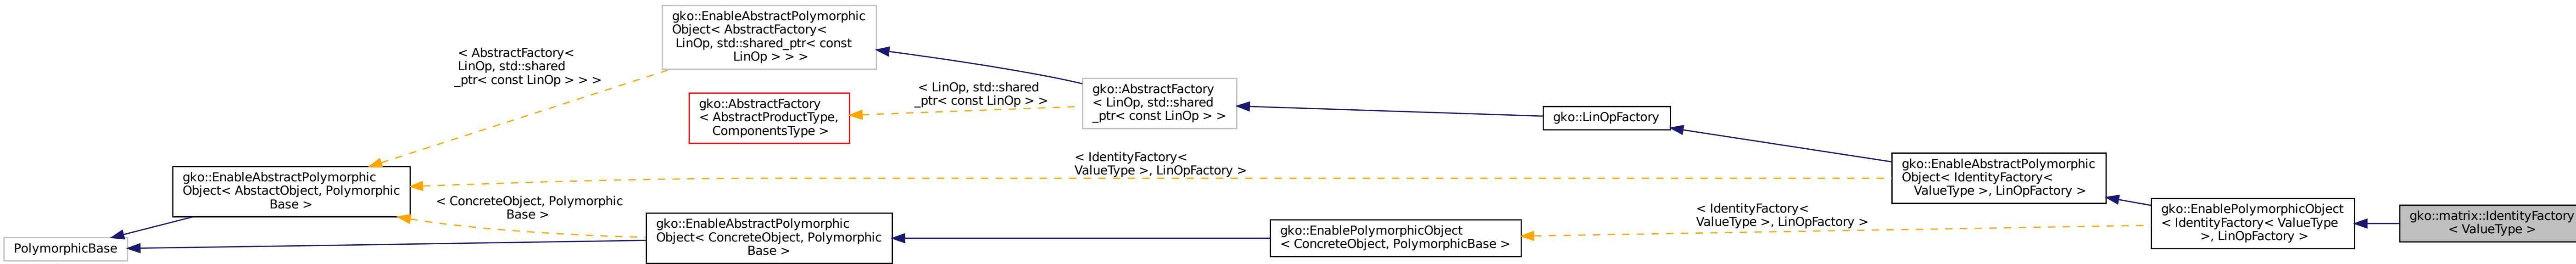 gko::EnableAbstractPolymorphic
Object< AbstractFactory<
LinOp, std::shared_ptr< const
LinOp > > >
< AbstractFactory<
LinOp, std::shared
_ptr< const LinOp > > >
gko::AbstractFactory
< AbstractProductType,
ComponentsType >
< LinOp, std::shared
_ptr< const LinOp > >
gko::AbstractFactory
< LinOp, std::shared
_ptr< const LinOp > >
gko::LinOpFactory
gko::EnableAbstractPolymorphic
Object< AbstactObject, Polymorphic
Base >
< IdentityFactory<
ValueType >, LinOpFactory >
gko::EnableAbstractPolymorphic
Object< IdentityFactory<
ValueType >, LinOpFactory >
< ConcreteObject, Polymorphic
Base >
PolymorphicBase
gko::EnableAbstractPolymorphic
Object< ConcreteObject, Polymorphic
Base >
gko::EnablePolymorphicObject
< ConcreteObject, PolymorphicBase >
< IdentityFactory<
ValueType >, LinOpFactory >
gko::EnablePolymorphicObject
< IdentityFactory< ValueType
>, LinOpFactory >
gko::matrix::IdentityFactory
< ValueType >